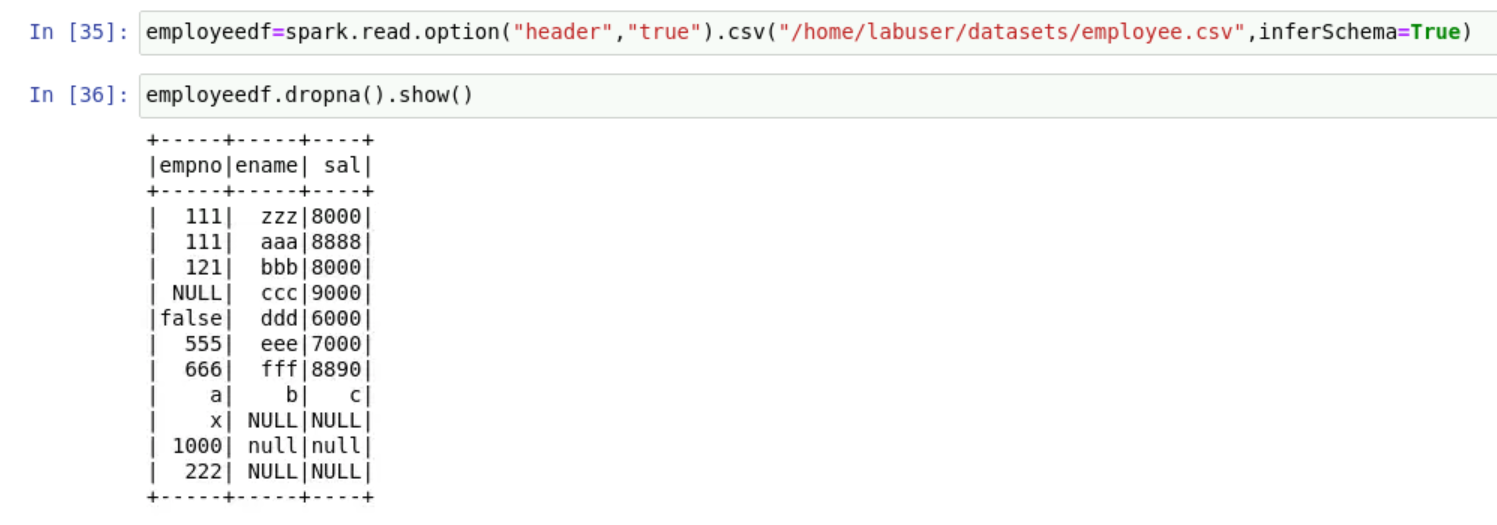 In [35]: employeedf=spark.read.option("header","true").csv("/home/labuser/datasets/employee.csv",inferSchema=True)
In [36]: employeedf.dropna().show()
+-----+-----+----+
|empno|ename| sal|
+-----+-----+----+
|  111|  zzz|8000|
|  111|  aaa|8888|
|  121|  bbb|8000|
| NULL|  ccc|9000|
|false|  ddd|6000|
|  555|  eee|7000|
|  666|  fff|8890|
|    a|    b|   c|
|    x| NULL|NULL|
| 1000| null|null|
|  222| NULL|NULL|
+-----+-----+----+